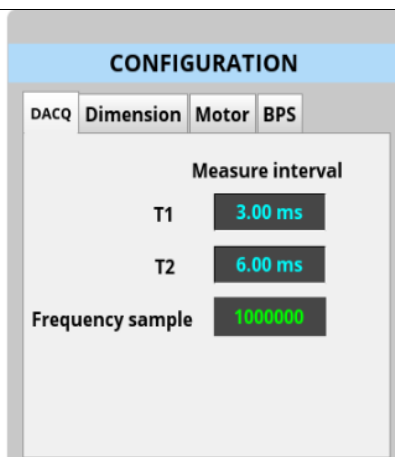 CONFIGURATION
DACQ Dimension Motor BPS
Measure interval
T1 3.00 ms
T2 6.00 ms
Frequency sample 1000000